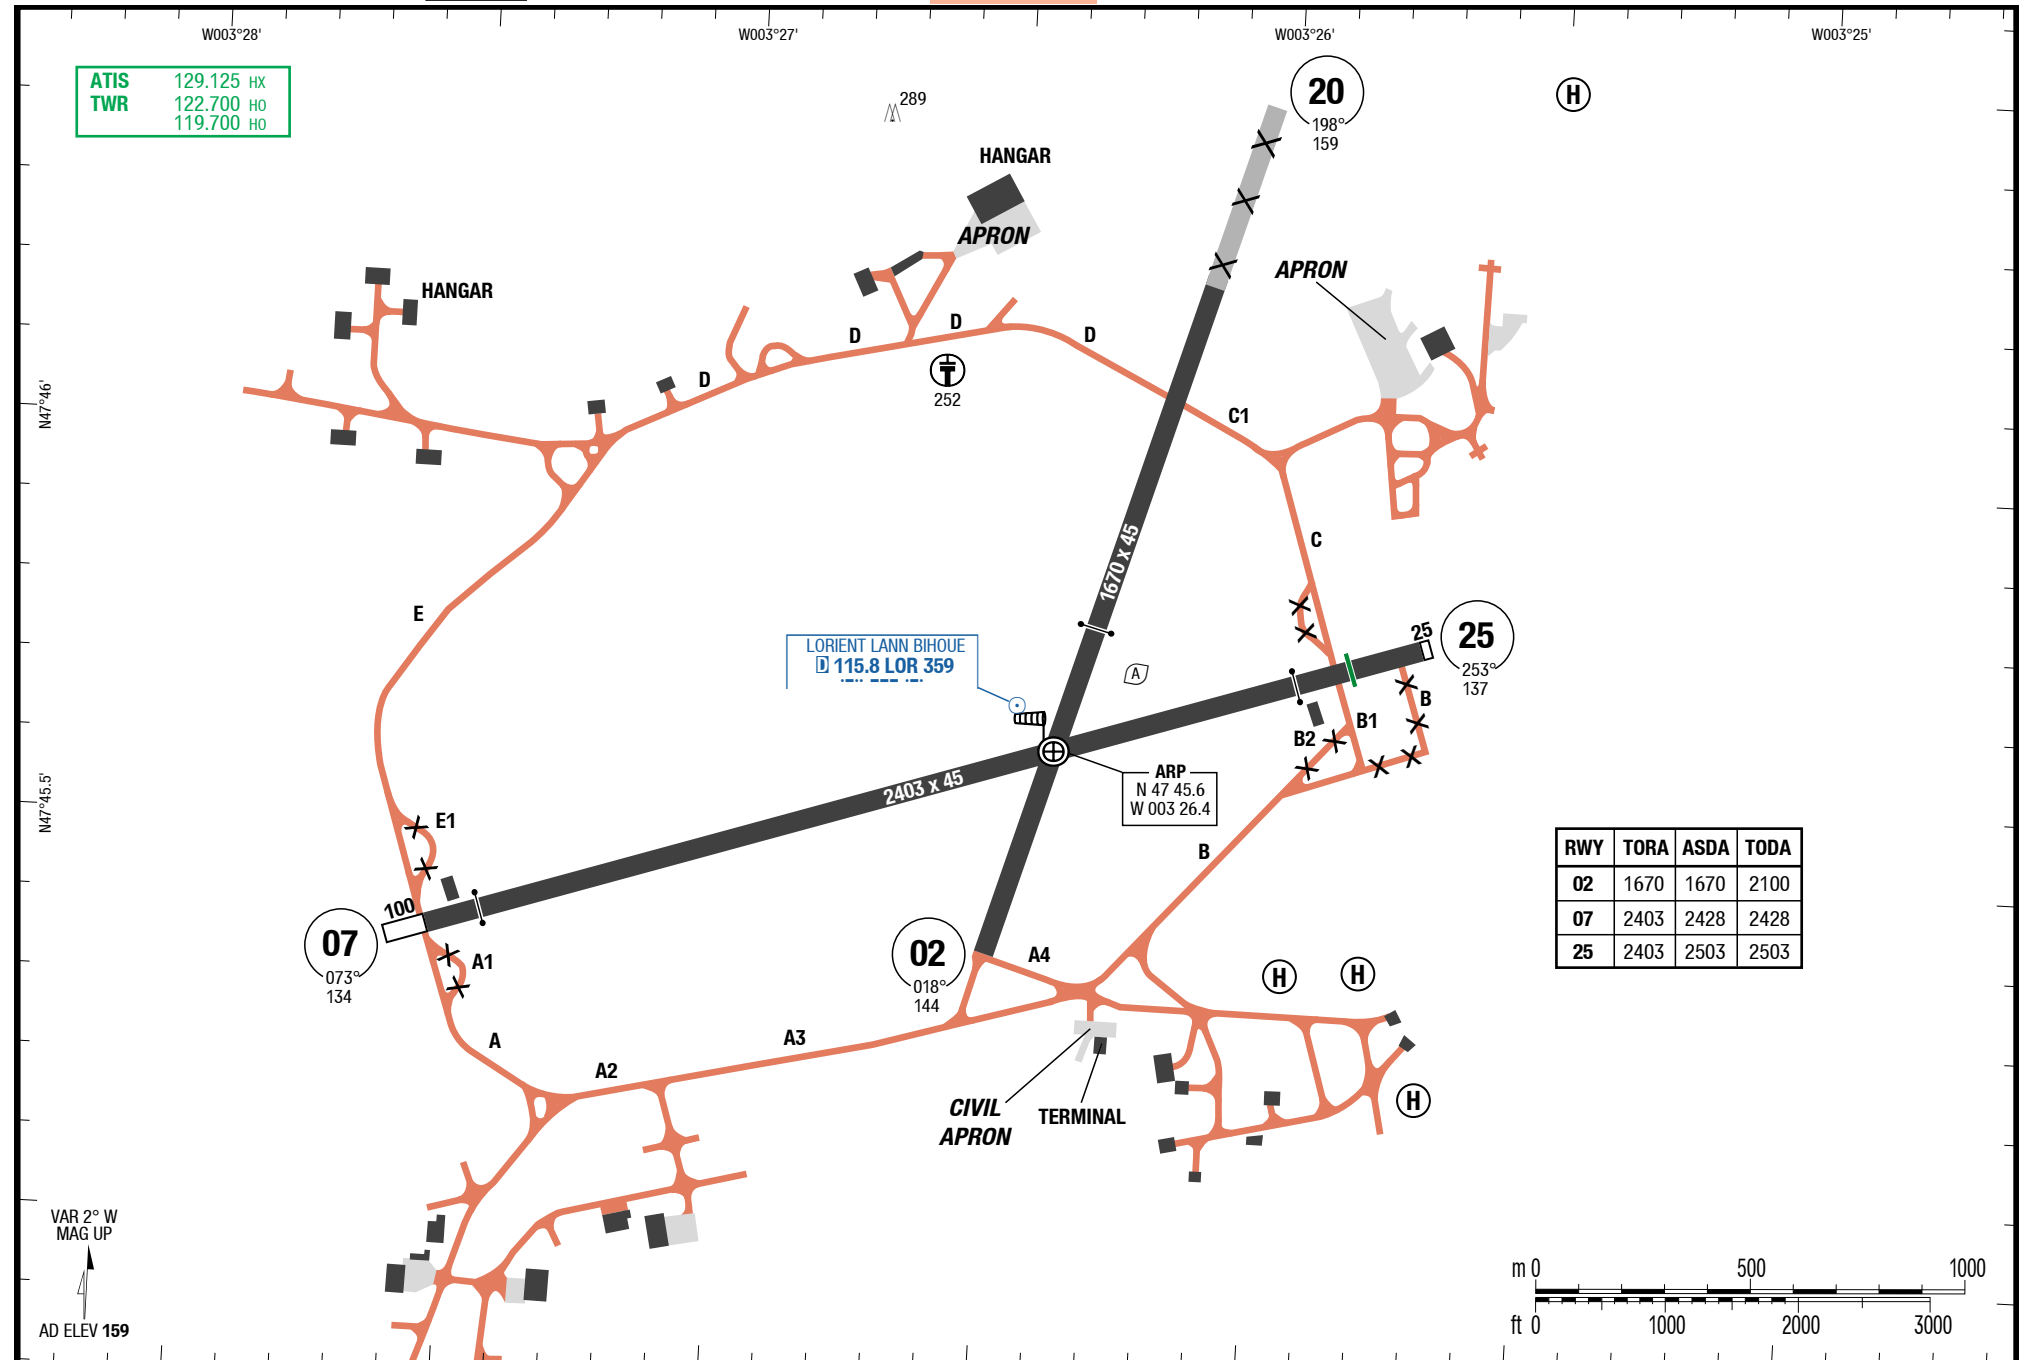 W003°28'
W003°27'
W003°26'
W003°25'
ATIS 129.125 HX
TWR 122.700 HO
119.700 HO
289
20
198°
159
H
HANGAR
APRON
APRON
HANGAR
D
D
D
D
252
C1
N47°46'
C
1670 x 45
E
25
25
253°
137
LORIENT LANN BIHOUE
D 115.8 LOR 359
A
B
B1
B2
ARP
N 47 45.6
W 003 26.4
2403 x 45
N47°45.5'
E1
B
RWY TORA ASDA TODA
02 1670 1670 2100
07 2403 2428 2428
25 2403 2503 2503
100
07
073°
134
A1
02
018°
144
A4
H
H
A
A3
A2
H
CIVIL
APRON
TERMINAL
VAR 2° W
MAG UP
AD ELEV 159
m 0 500 1000
ft 0 1000 2000 3000